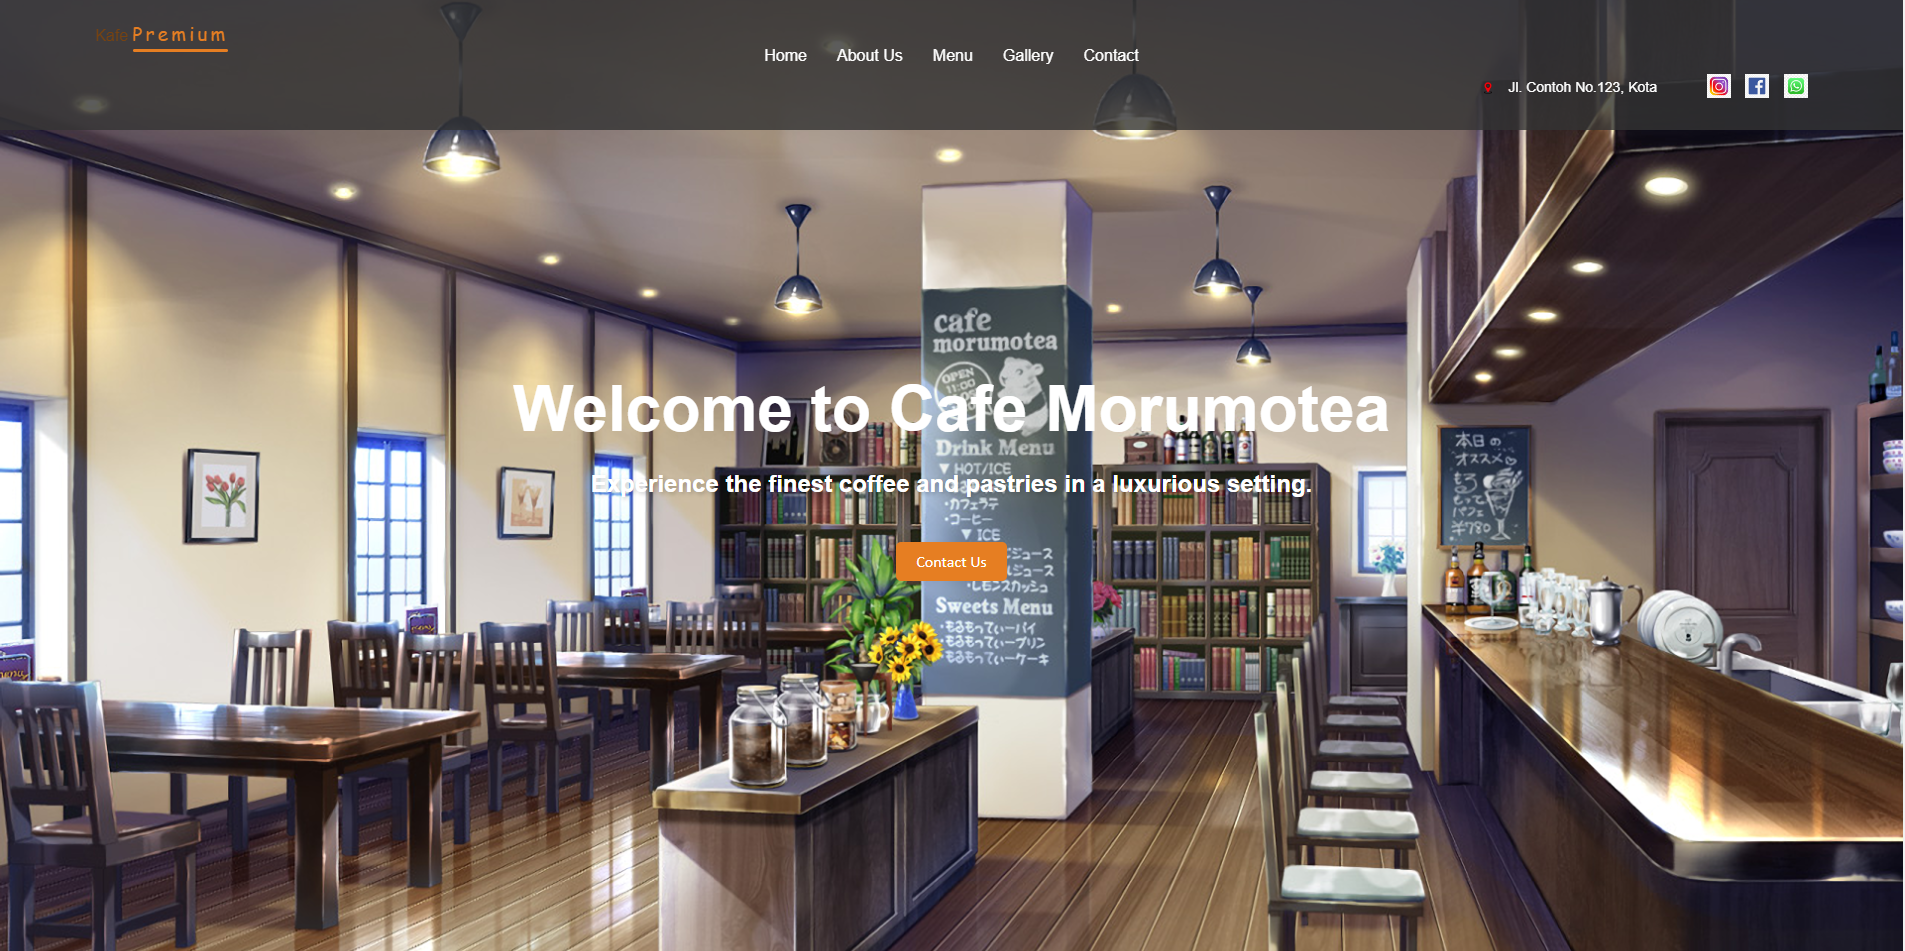 Kafe Premium
Home About Us Menu Gallery Contact
Jl. Contoh No.123, Kota
cafe
morumotea
OPEN
11:00
Welcome to Cafe Morumotea
Drink Menu
▼ HOT/ICE
Experience the finest coffee and pastries in a luxurious setting.
・カフェラテ
・コーヒー
▼ ICE
Contact Us
ジュース
ルジュース
・レモンスカッシュ
Sweets Menu
・もるもってぃーパイ
・もるもってぃープリン
・もるもってぃーケーキ
本日の
オススメ♡
もる
もって
パフェ
¥780
menu
menu